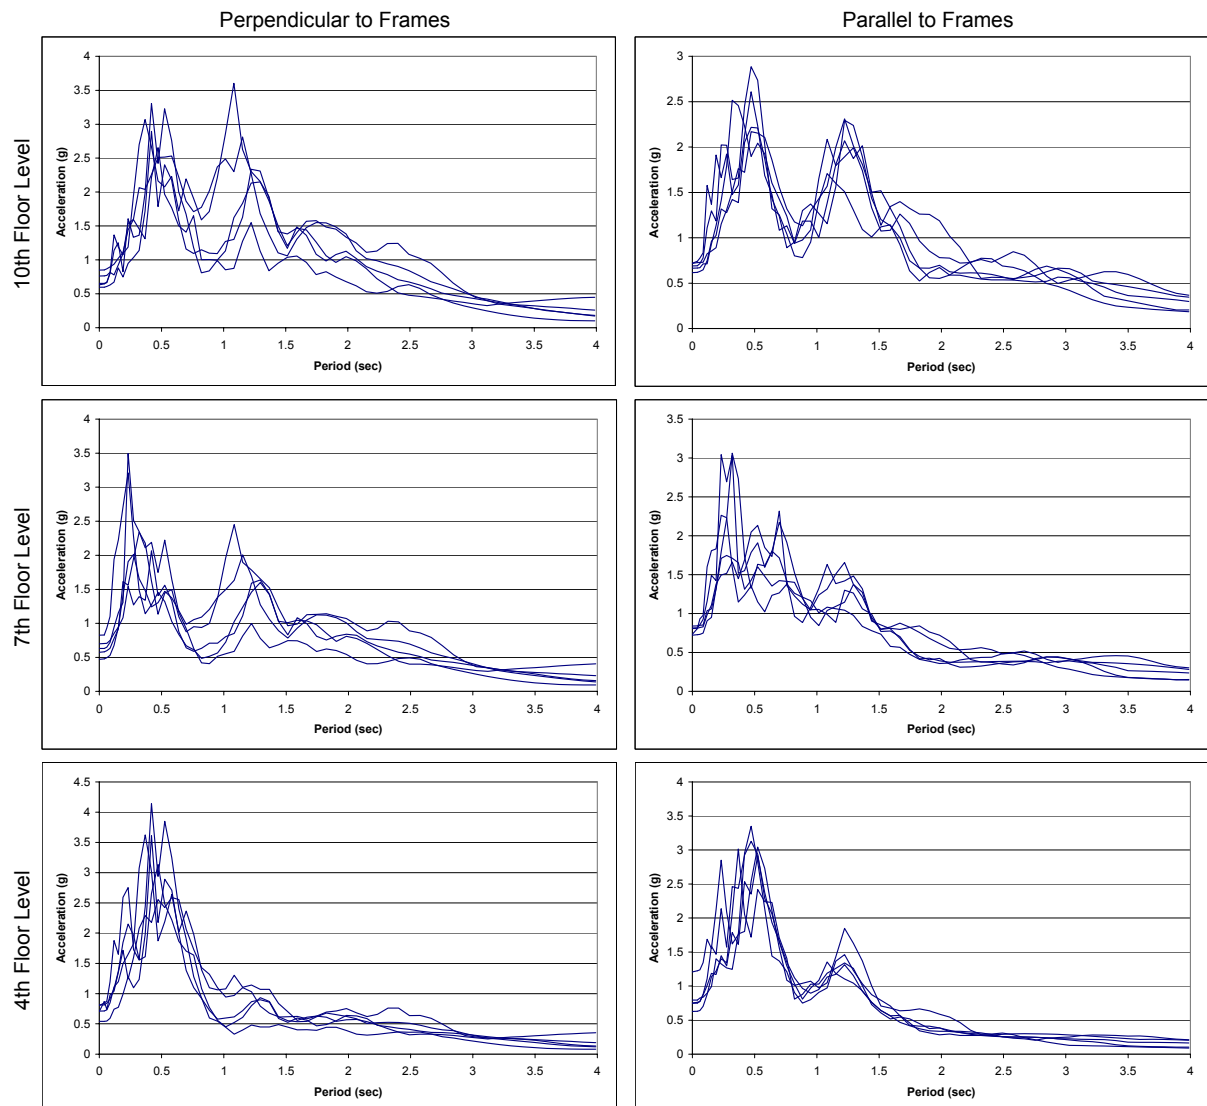 Perpendicular to Frames
Parallel to Frames
10th Floor Level
4
3.5
3
2.5
2
1.5
1
0.5
0
Acceleration (g)
0 0.5 1 1.5 2 2.5 3 3.5 4
Period (sec)
3
2.5
2
1.5
1
0.5
0
Acceleration (g)
0 0.5 1 1.5 2 2.5 3 3.5 4
Period (sec)
7th Floor Level
4
3.5
3
2.5
2
1.5
1
0.5
0
Acceleration (g)
0 0.5 1 1.5 2 2.5 3 3.5 4
Period (sec)
3.5
3
2.5
2
1.5
1
0.5
0
Acceleration (g)
0 0.5 1 1.5 2 2.5 3 3.5 4
Period (sec)
4th Floor Level
4.5
4
3.5
3
2.5
2
1.5
1
0.5
0
Acceleration (g)
0 0.5 1 1.5 2 2.5 3 3.5 4
Period (sec)
4
3.5
3
2.5
2
1.5
1
0.5
0
Acceleration (g)
0 0.5 1 1.5 2 2.5 3 3.5 4
Period (sec)